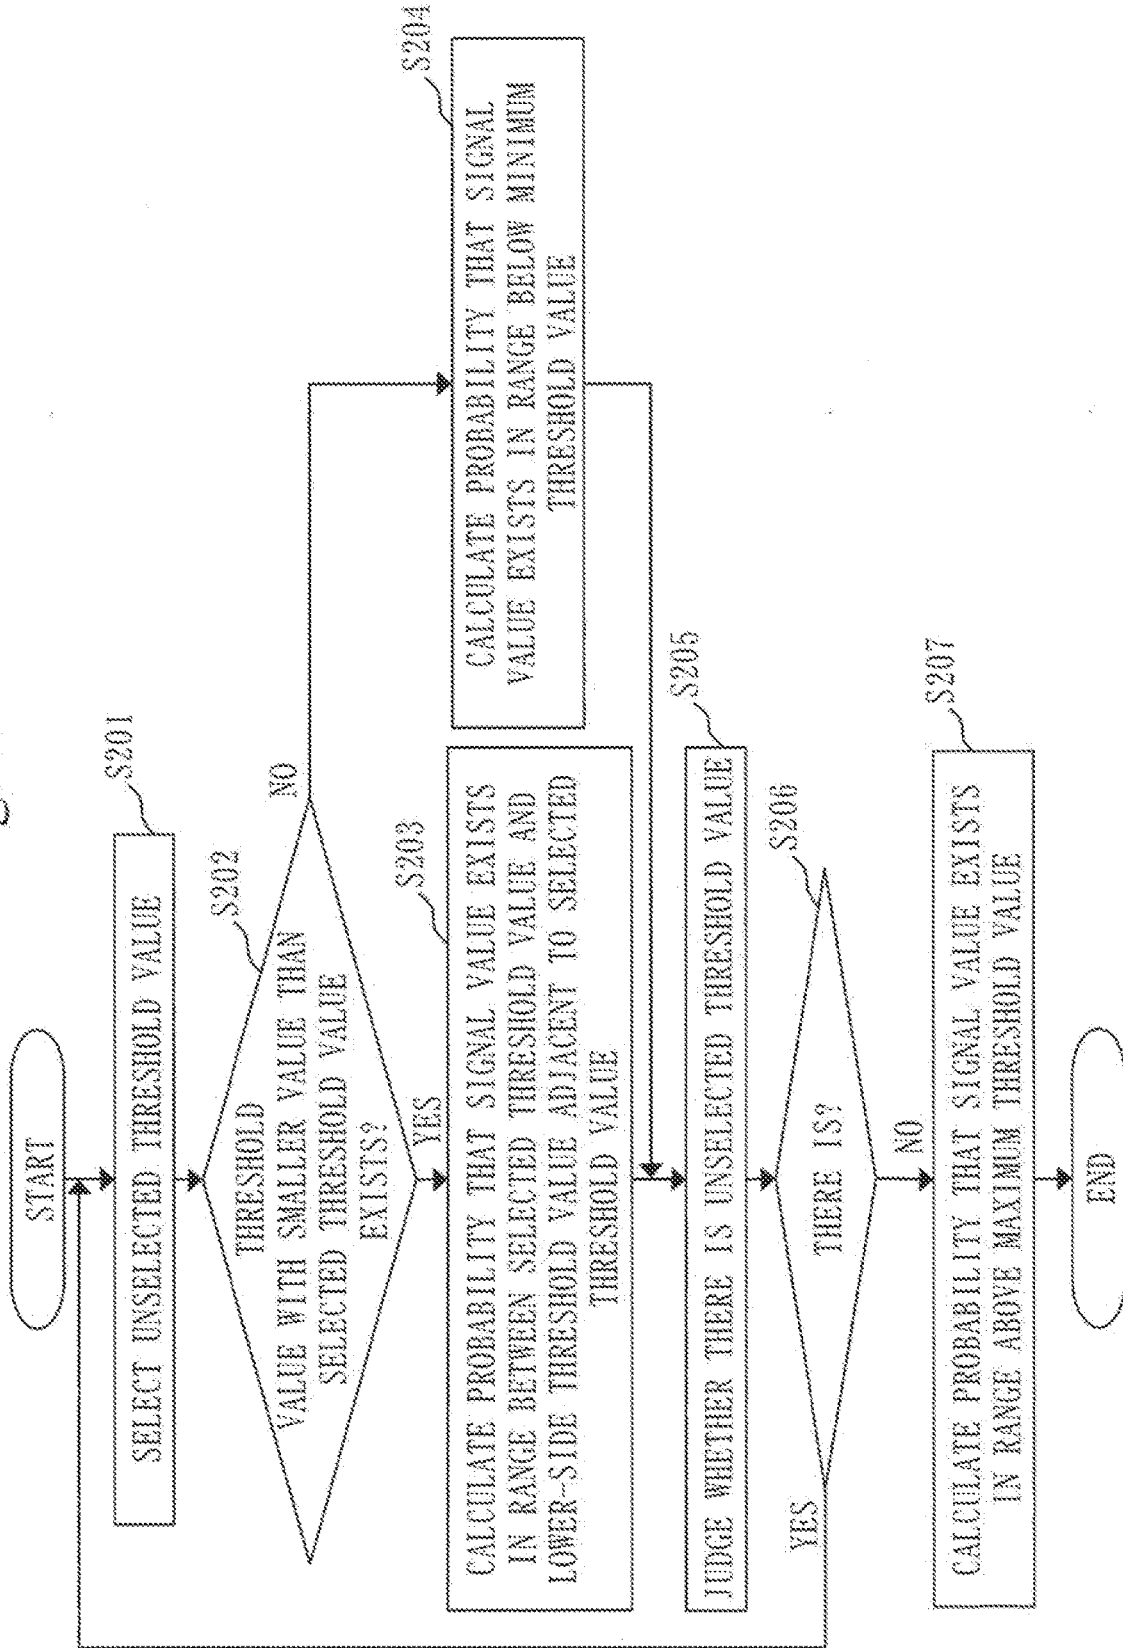 START
S201
SELECT UNSELECTED THRESHOLD VALUE
S202
THRESHOLD
VALUE WITH SMALLER VALUE THAN
SELECTED THRESHOLD VALUE
EXISTS?
NO
YES
S203
CALCULATE PROBABILITY THAT SIGNAL VALUE EXISTS
IN RANGE BETWEEN SELECTED THRESHOLD VALUE AND
LOWER-SIDE THRESHOLD VALUE ADJACENT TO SELECTED
THRESHOLD VALUE
S204
CALCULATE PROBABILITY THAT SIGNAL
VALUE EXISTS IN RANGE BELOW MINIMUM
THRESHOLD VALUE
S205
JUDGE WHETHER THERE IS UNSELECTED THRESHOLD VALUE
S206
THERE IS?
YES
NO
S207
CALCULATE PROBABILITY THAT SIGNAL VALUE EXISTS
IN RANGE ABOVE MAXIMUM THRESHOLD VALUE
END